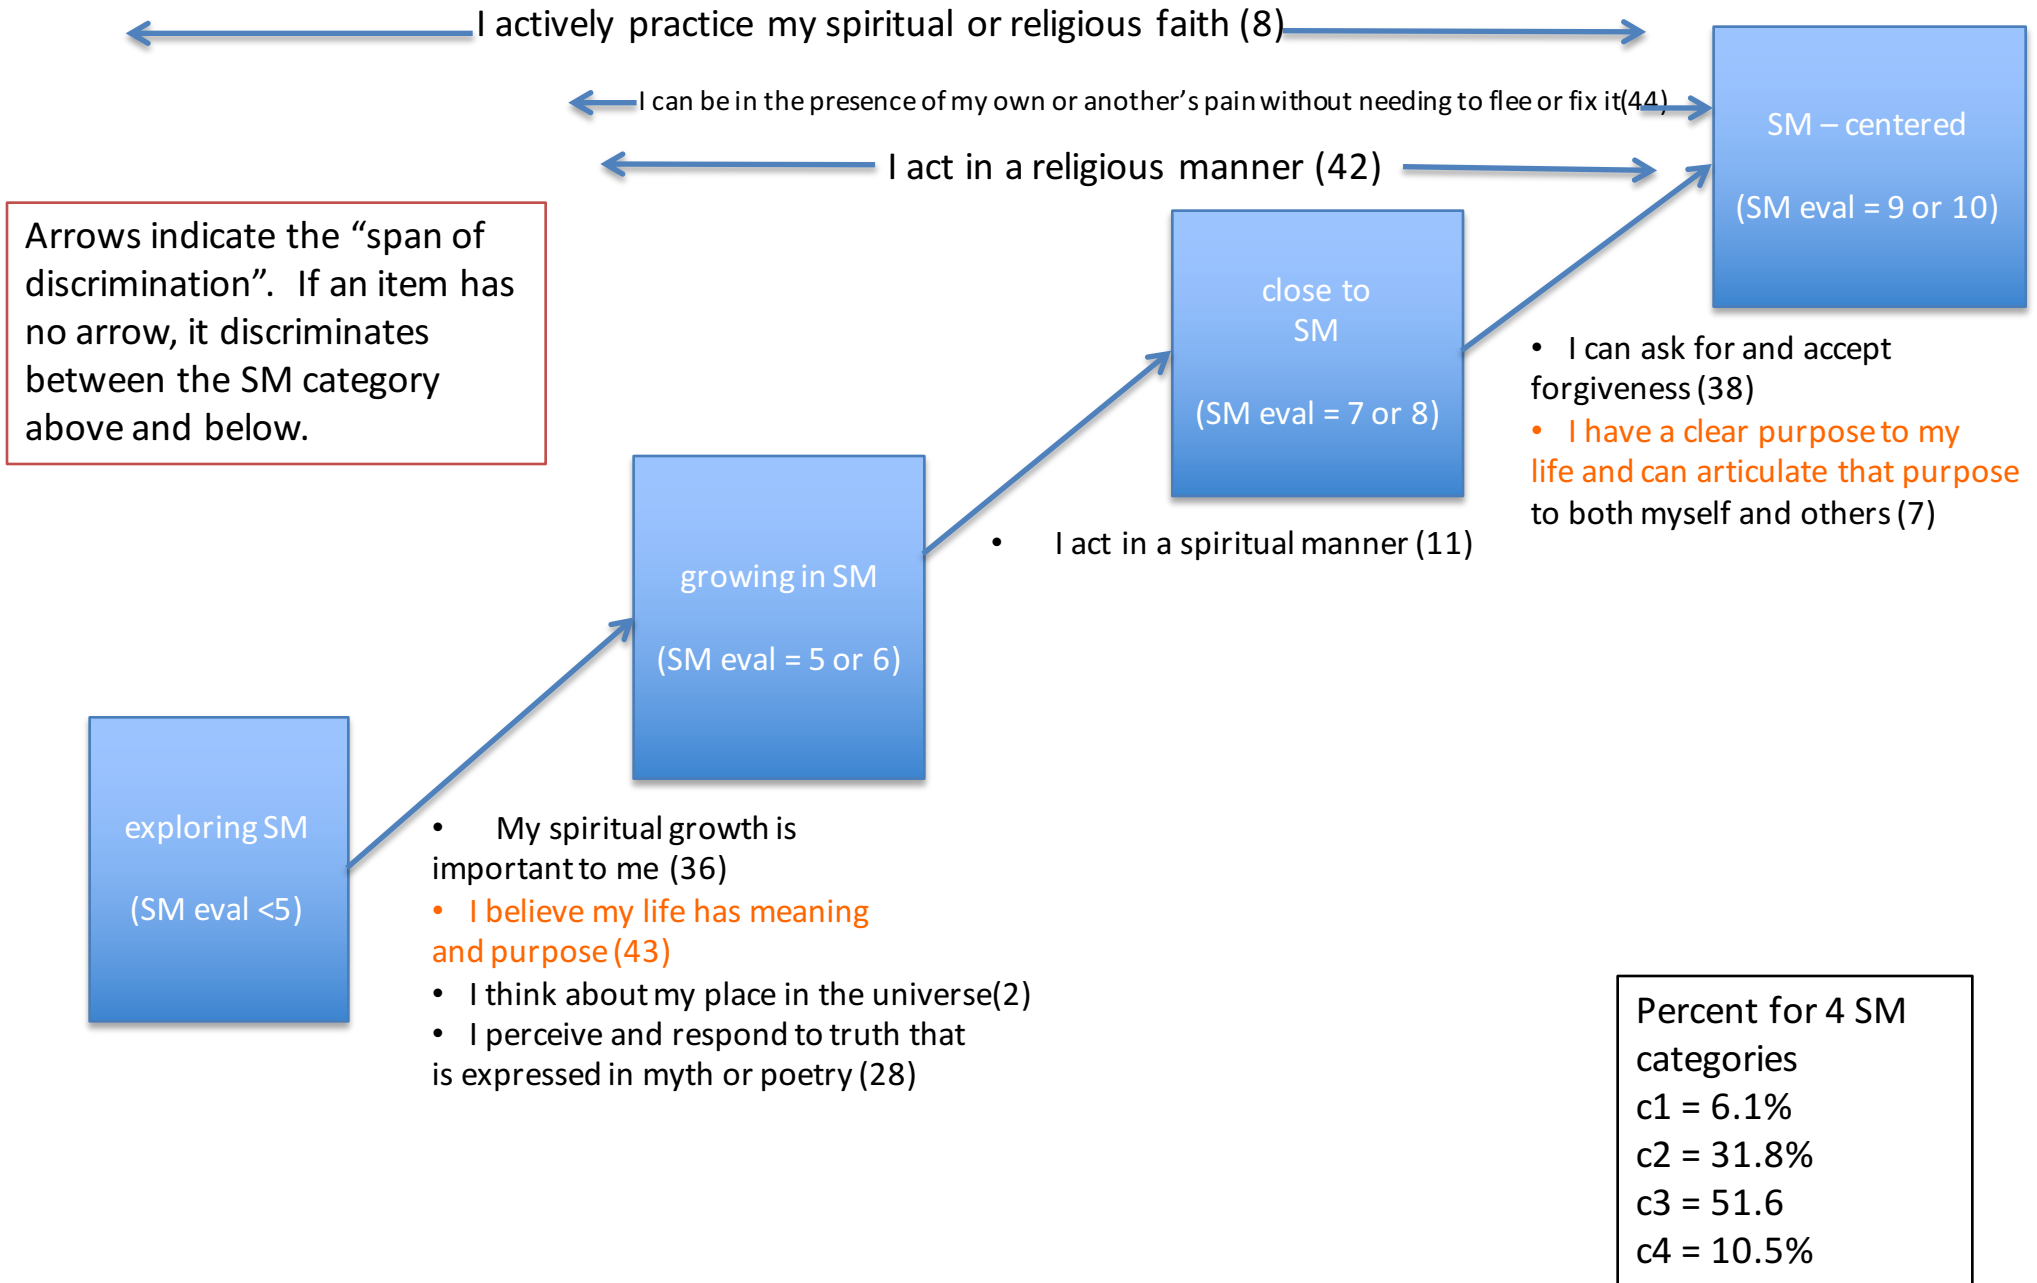 I actively practice my spiritual or religious faith (8)
I can be in the presence of my own or another's pain without needing to flee or fix it(44)
I act in a religious manner (42)
SM – centered
(SM eval = 9 or 10)
Arrows indicate the “span of
discrimination”.  If an item has
no arrow, it discriminates
between the SM category
above and below.
close to
SM
(SM eval = 7 or 8)
• I can ask for and accept
forgiveness (38)
• I have a clear purpose to my
life and can articulate that purpose
to both myself and others (7)
• I act in a spiritual manner (11)
growing in SM
(SM eval = 5 or 6)
exploring SM
(SM eval <5)
• My spiritual growth is
important to me (36)
• I believe my life has meaning
and purpose (43)
• I think about my place in the universe(2)
• I perceive and respond to truth that
is expressed in myth or poetry (28)
Percent for 4 SM
categories
c1 = 6.1%
c2 = 31.8%
c3 = 51.6
c4 = 10.5%